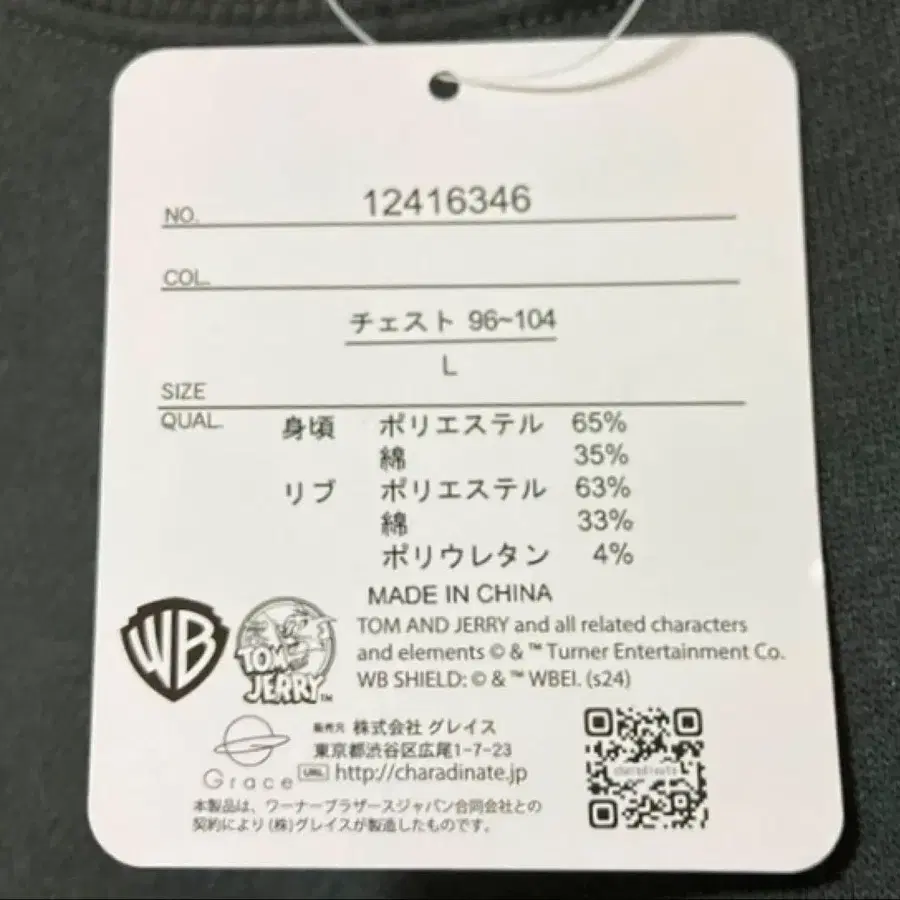 NO. 12416346
COL.
チェスト 96~104
L
SIZE
QUAL. 身頃 ポリエステル 65%
綿 35%
リブ ポリエステル 63%
綿 33%
ポリウレタン 4%
MADE IN CHINA
WB
TOM AND JERRY™
TOM AND JERRY and all related characters
and elements © & ™ Turner Entertainment Co.
WB SHIELD: © & ™ WBEI. (s24)
Grace
販売元 株式会社 グレイス
東京都渋谷区広尾1-7-23
URL http://charadinate.jp
本製品は、ワーナーブラザースジャパン合同会社との
契約により(株)グレイスが製造したものです。